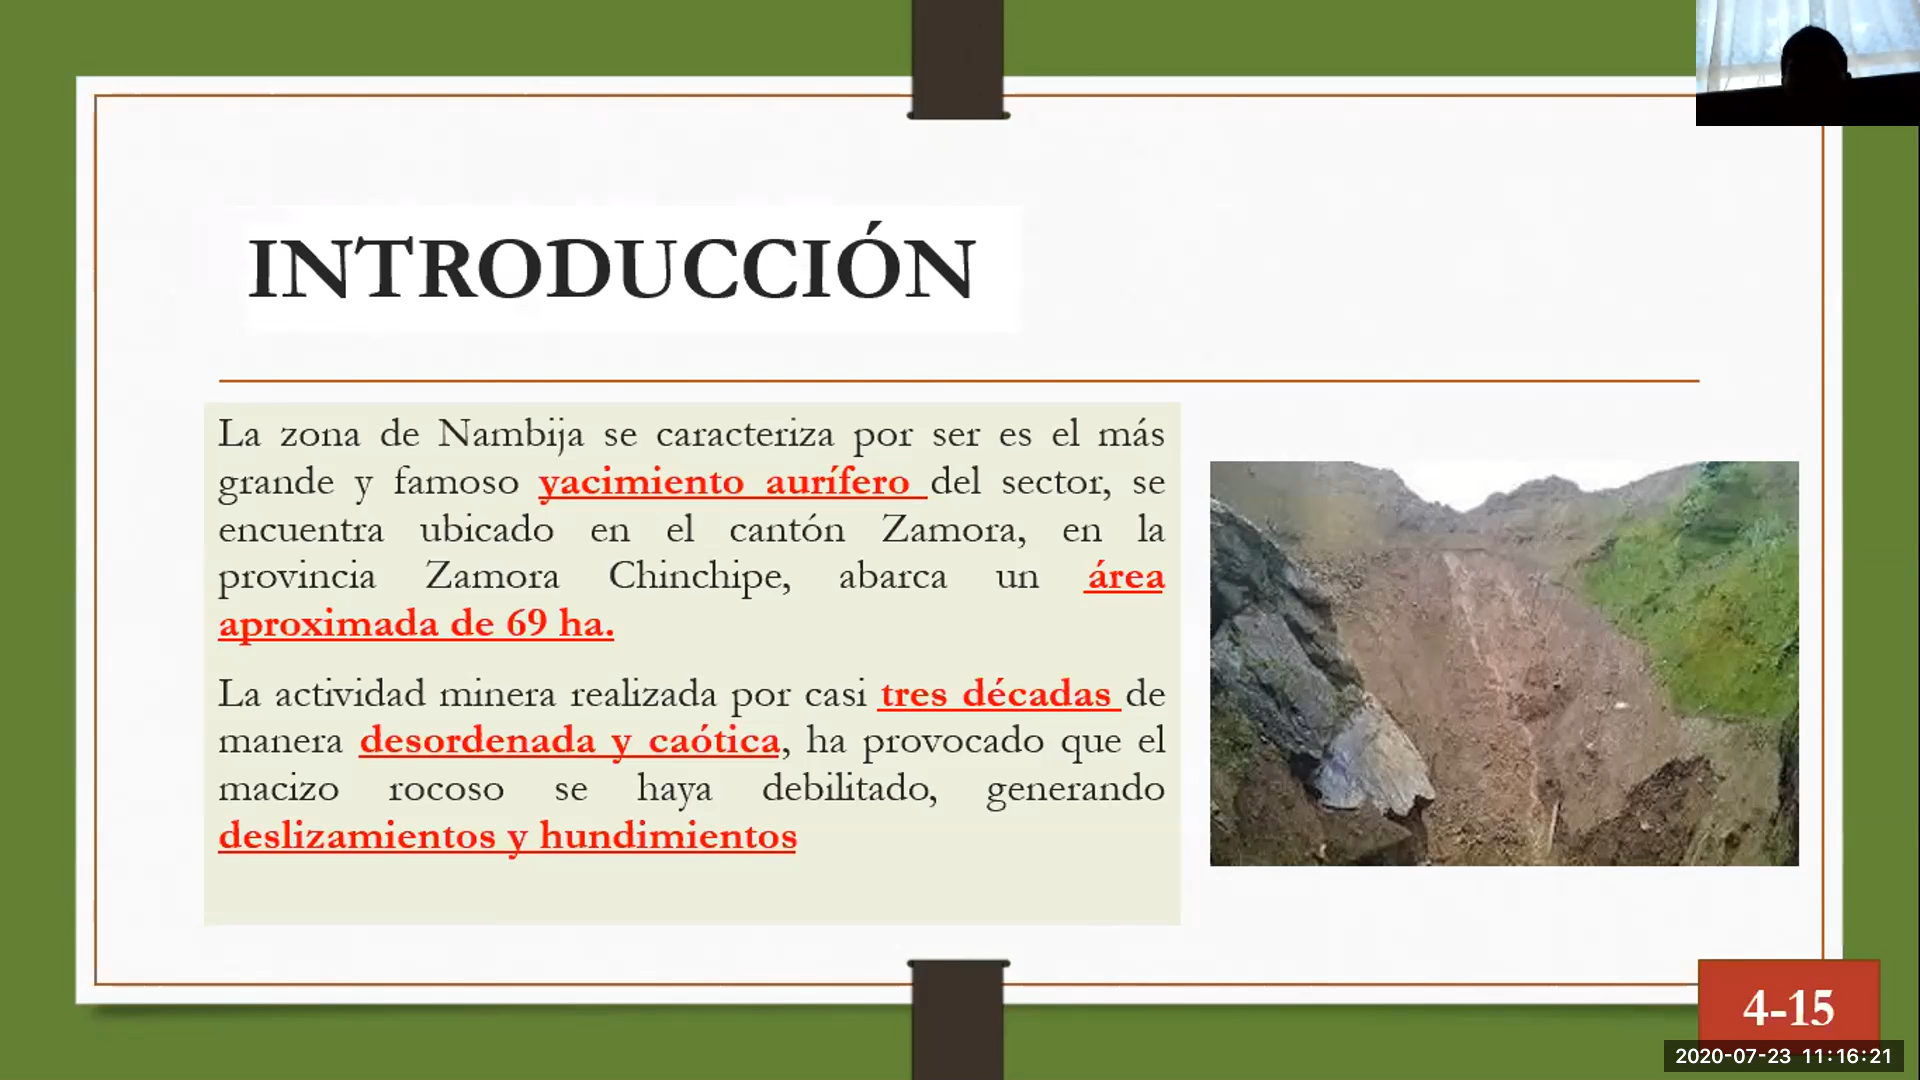 INTRODUCCIÓN
La zona de Nambija se caracteriza por ser es el más
grande y famoso yacimiento aurífero del sector, se
encuentra ubicado en el cantón Zamora, en la
provincia Zamora Chinchipe, abarca un área
aproximada de 69 ha.
La actividad minera realizada por casi tres décadas de
manera desordenada y caótica, ha provocado que el
macizo rocoso se haya debilitado, generando
deslizamientos y hundimientos
4-15
2020-07-23 11:16:21